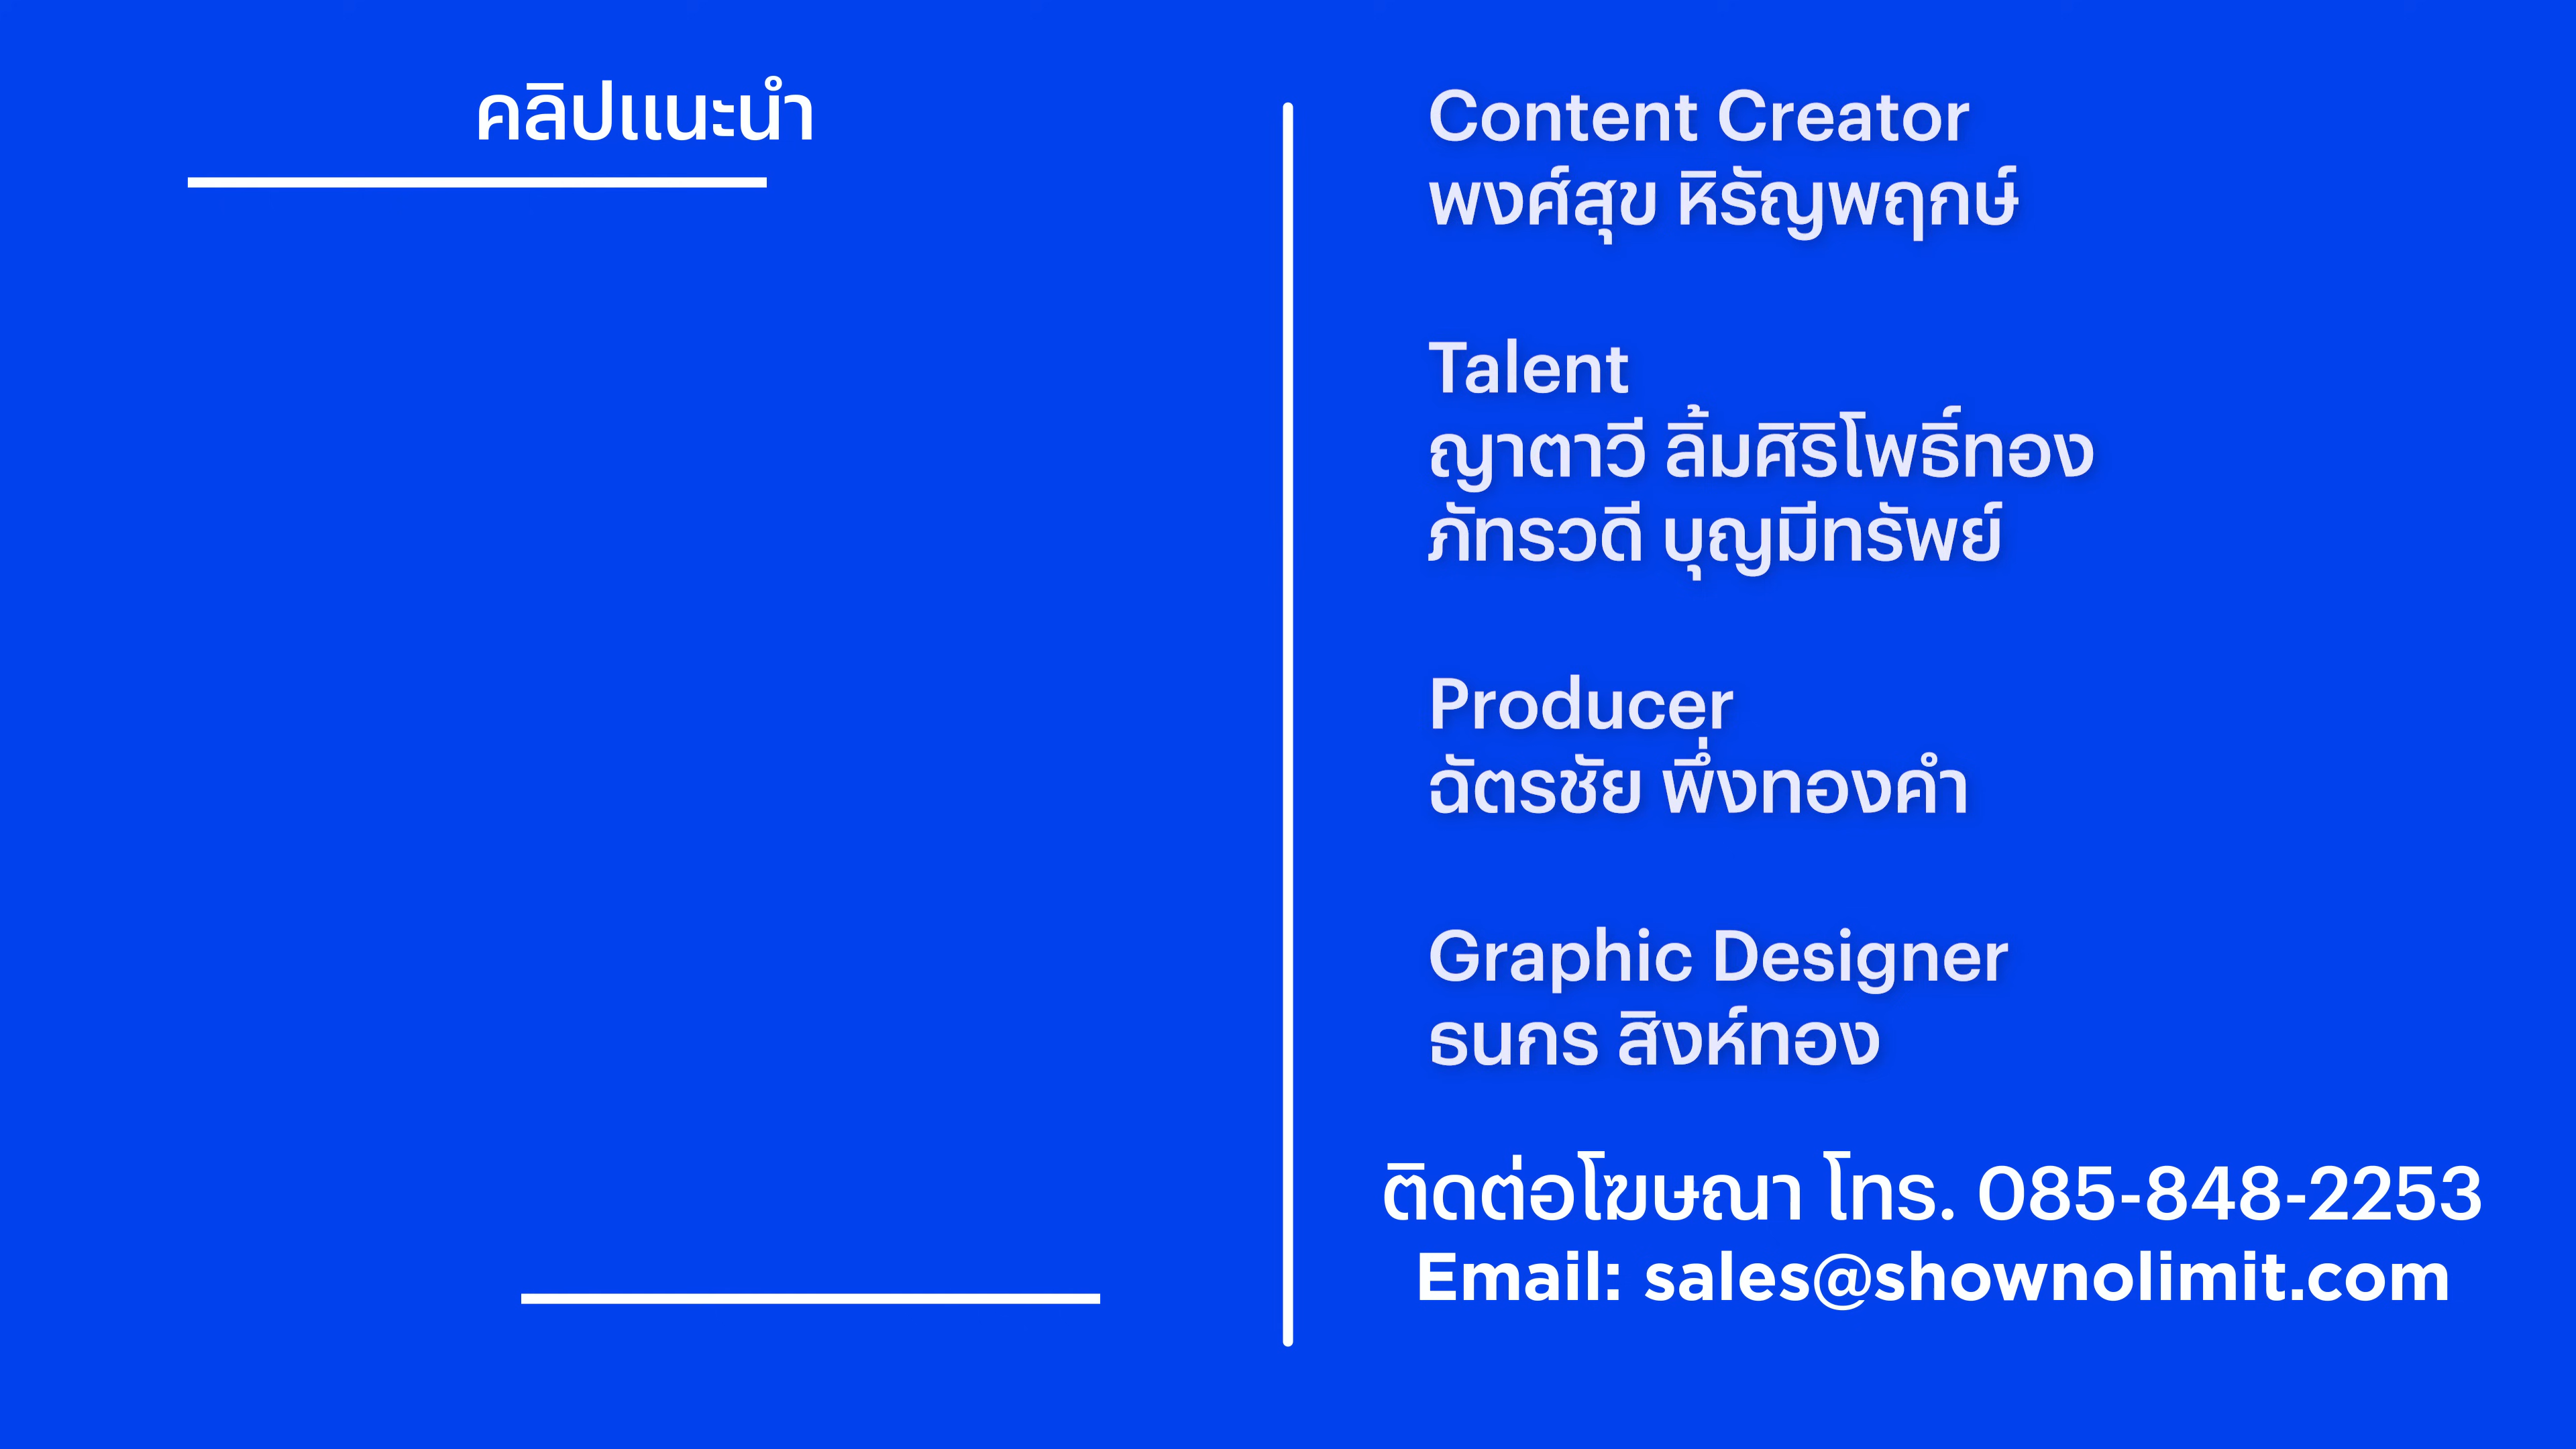 คลิปแนะนำ
Content Creator
พงศ์สุข หิรัญพฤกษ์
Talent
ญาตาวี ลิ้มศิริโพธิ์ทอง
ภัทรวดี บุญมีทรัพย์
Producer
ฉัตรชัย พึ่งทองคำ
Graphic Designer
ธนกร สิงห์ทอง
ติดต่อโฆษณา โทร. 085-848-2253
Email: sales@shownolimit.com